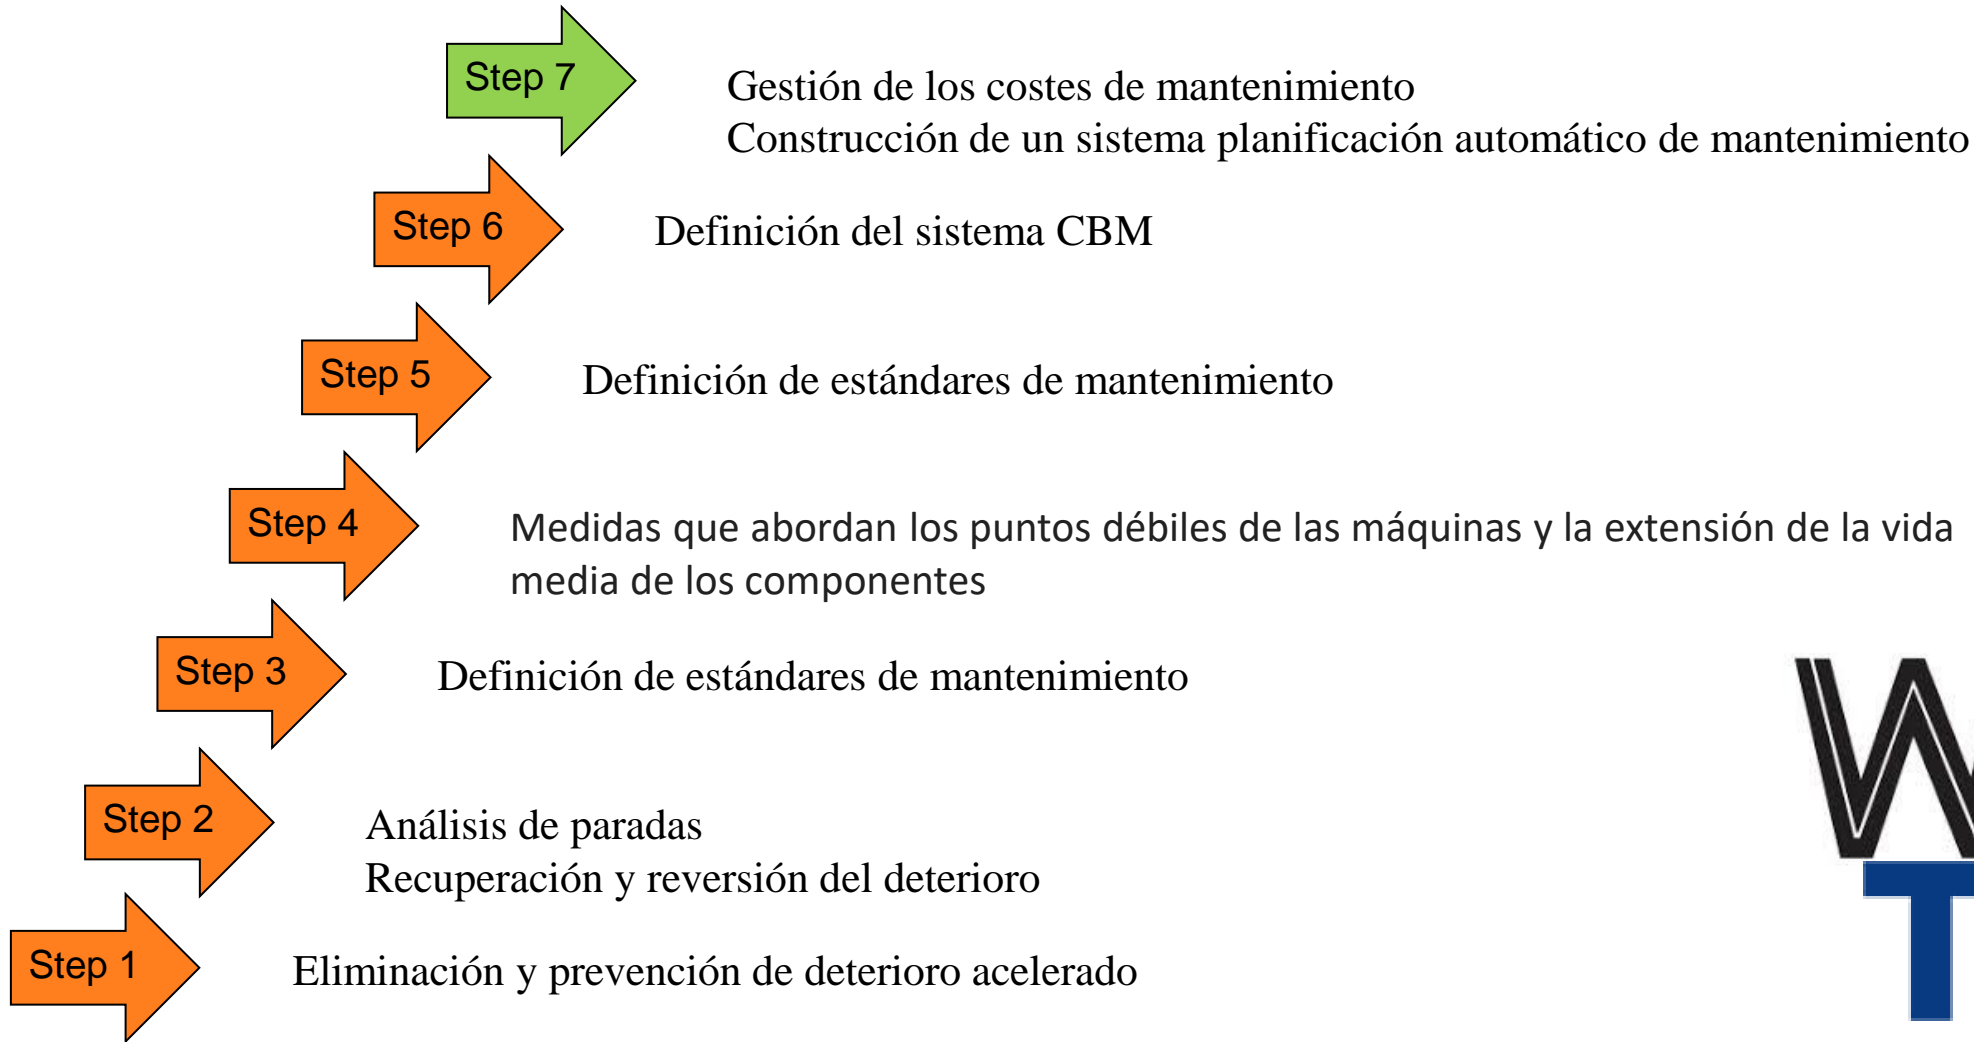 Step 7
Gestión de los costes de mantenimiento
Construcción de un sistema planificación automático de mantenimiento
Step 6
Definición del sistema CBM
Step 5
Definición de estándares de mantenimiento
Step 4
Medidas que abordan los puntos débiles de las máquinas y la extensión de la vida
media de los componentes
Step 3
Definición de estándares de mantenimiento
Step 2
Análisis de paradas
Recuperación y reversión del deterioro
Step 1
Eliminación y prevención de deterioro acelerado
W
T